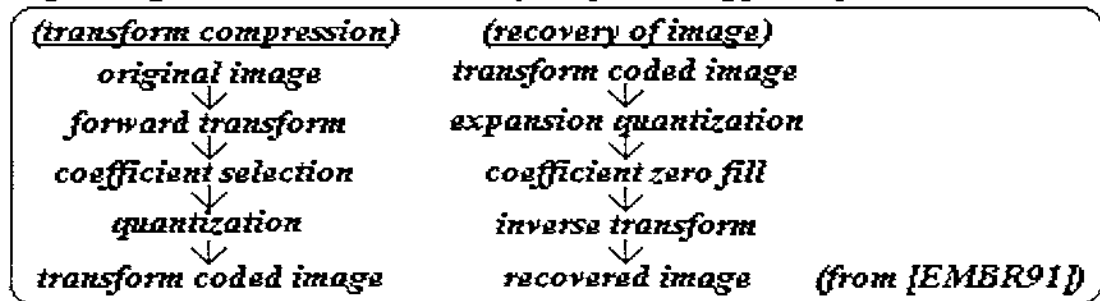 (transform compression) (recovery of image)
original image transform coded image
forward transform expansion quantization
coefficient selection coefficient zero fill
quantization inverse transform
transform coded image recovered image (from [EMBR91])